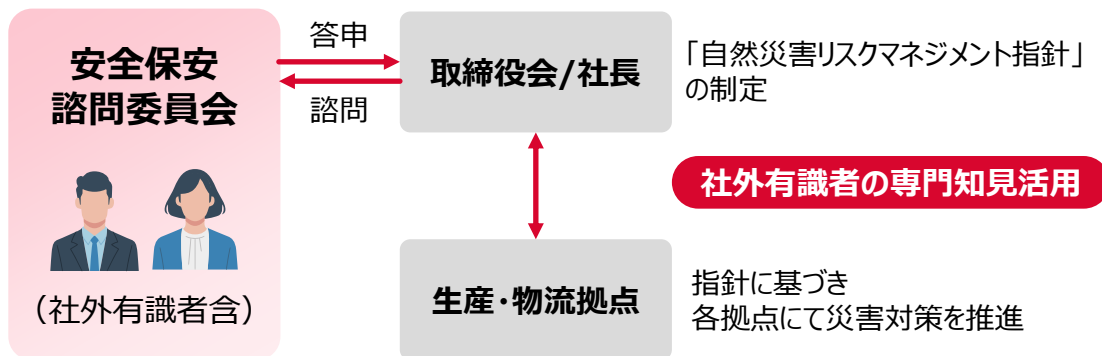 安全保安
諮問委員会
（社外有識者含）
答申
諮問
取締役会/社長
「自然災害リスクマネジメント指針」
の制定
社外有識者の専門知見活用
生産・物流拠点
指針に基づき
各拠点にて災害対策を推進